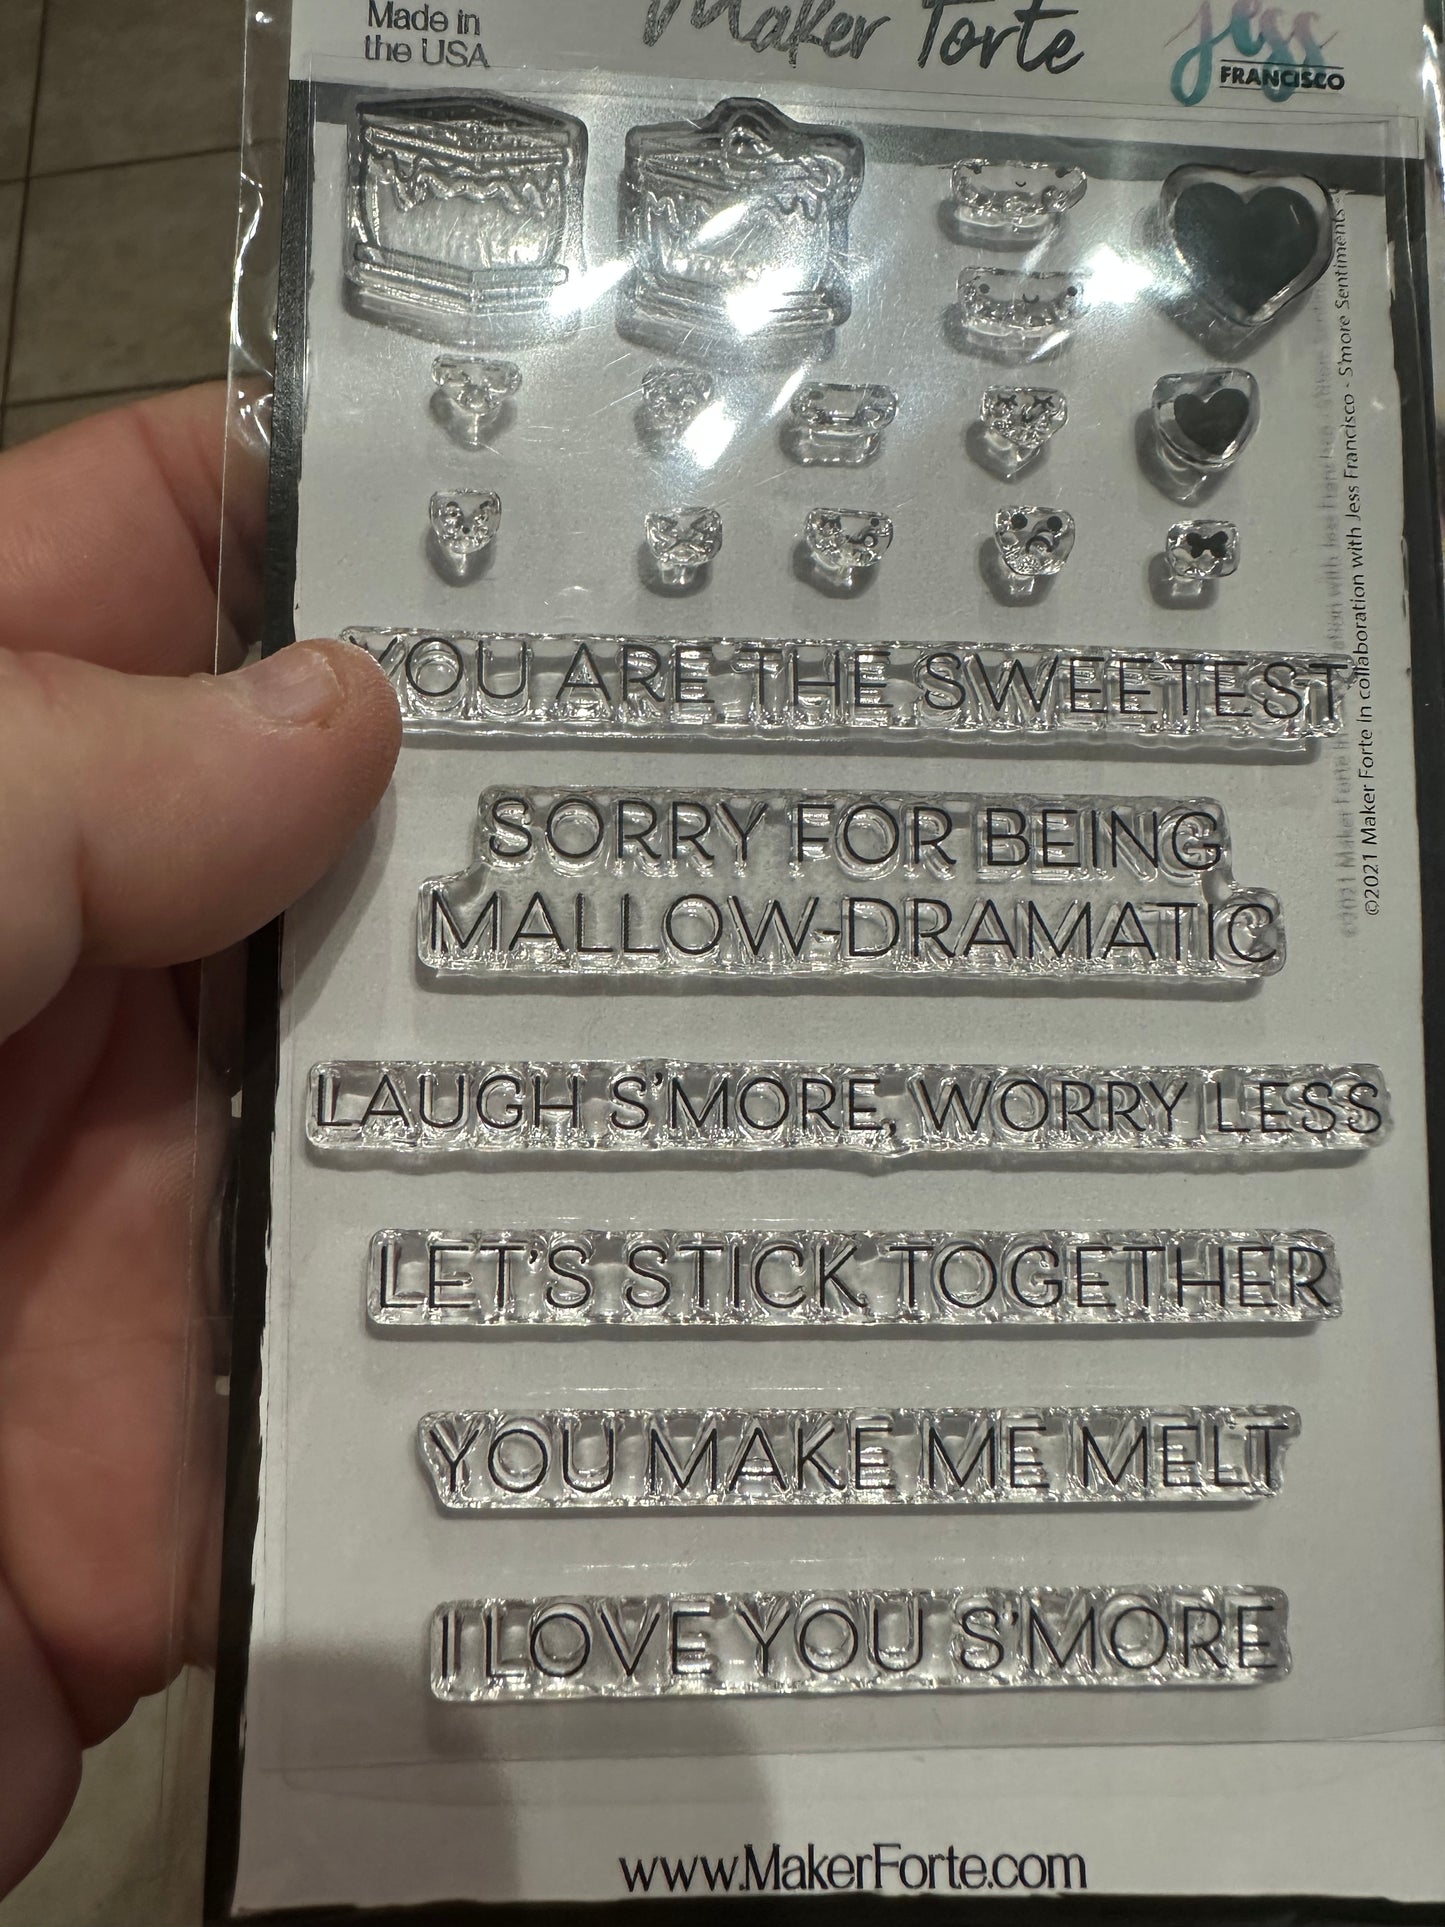 Made in
the USA
Maker Forte
Jess
FRANCISCO
YOU ARE THE SWEETEST
SORRY FOR BEING
MALLOW-DRAMATIC
LAUGH S'MORE, WORRY LESS
LET'S STICK TOGETHER
YOU MAKE ME MELT
I LOVE YOU S'MORE
©2021 Maker Forte in collaboration with Jess Francisco - S'more Sentiments
www.MakerForte.com